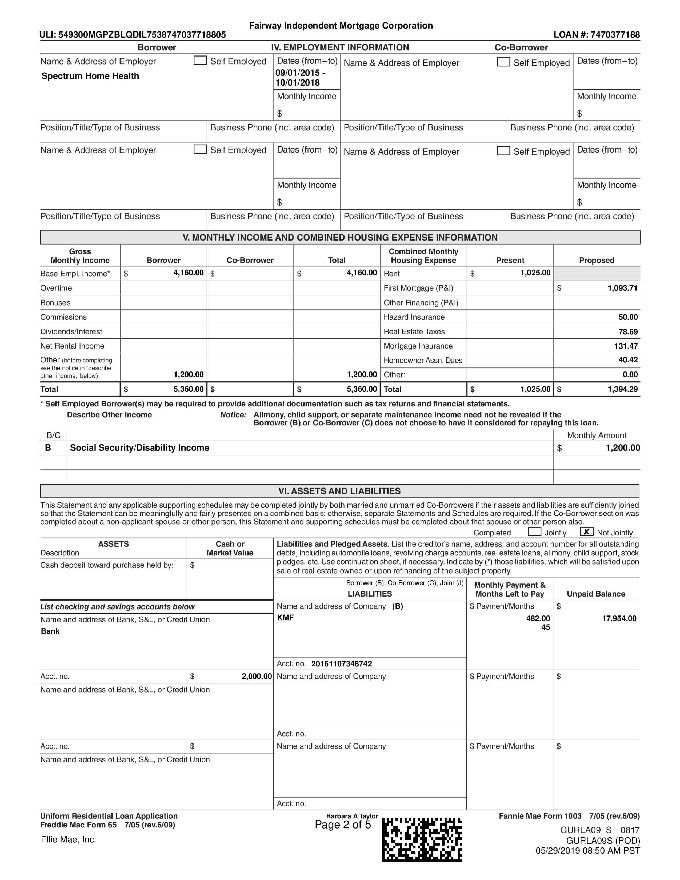 Fairway Independent Mortgage Corporation
ULI: 549300MGPZBLQDIL7538747037718805 LOAN #: 7470377188
Borrower IV. EMPLOYMENT INFORMATION Co-Borrower
Name & Address of Employer Self Employed Dates (from–to) Name & Address of Employer Self Employed Dates (from–to)
Spectrum Home Health 09/01/2015 -
10/01/2018
Monthly Income Monthly Income
$ $
Position/Title/Type of Business Business Phone (incl. area code) Position/Title/Type of Business Business Phone (incl. area code)
Name & Address of Employer Self Employed Dates (from–to) Name & Address of Employer Self Employed Dates (from–to)
Monthly Income Monthly Income
$ $
Position/Title/Type of Business Business Phone (incl. area code) Position/Title/Type of Business Business Phone (incl. area code)
V. MONTHLY INCOME AND COMBINED HOUSING EXPENSE INFORMATION
Gross Monthly Income Borrower Co-Borrower Total Combined Monthly Housing Expense Present Proposed
Base Empl. Income* $ 4,160.00 $ $ 4,160.00 Rent $ 1,025.00
Overtime First Mortgage (P&I) $ 1,093.71
Bonuses Other Financing (P&I)
Commissions Hazard Insurance 50.00
Dividends/Interest Real Estate Taxes 78.69
Net Rental Income Mortgage Insurance 131.47
Other (before completing, Homeowner Assn. Dues 40.42
see the notice in "describe
other income, below) 1,200.00 1,200.00 Other: 0.00
Total $ 5,360.00 $ $ 5,360.00 Total $ 1,025.00 $ 1,394.29
* Self Employed Borrower(s) may be required to provide additional documentation such as tax returns and financial statements.
Describe Other Income Notice: Alimony, child support, or separate maintenance income need not be revealed if the
Borrower (B) or Co-Borrower (C) does not choose to have it considered for repaying this loan.
B/C Monthly Amount
B Social Security/Disability Income $ 1,200.00
VI. ASSETS AND LIABILITIES
This Statement and any applicable supporting schedules may be completed jointly by both married and unmarried Co-Borrowers if their assets and liabilities are sufficiently joined
so that the Statement can be meaningfully and fairly presented on a combined basis; otherwise, separate Statements and Schedules are required. If the Co-Borrower section was
completed about a non-applicant spouse or other person, this Statement and supporting schedules must be completed about that spouse or other person also.
Completed Jointly X Not Jointly
ASSETS Cash or Liabilities and Pledged Assets. List the creditor's name, address, and account number for all outstanding
Description Market Value debts, including automobile loans, revolving charge accounts, real estate loans, alimony, child support, stock
Cash deposit toward purchase held by: $ pledges, etc. Use continuation sheet, if necessary. Indicate by (*) those liabilities, which will be satisfied upon
sale of real estate owned or upon refinancing of the subject property.
Borrower (B), Co-Borrower (C), Joint (J) Monthly Payment &
LIABILITIES Months Left to Pay Unpaid Balance
List checking and savings accounts below Name and address of Company (B) $ Payment/Months $
Name and address of Bank, S&L, or Credit Union KMF 482.00 17,954.00
Bank 45
Acct. no. 20161107348742
Acct. no. $ 2,000.00 Name and address of Company $ Payment/Months $
Name and address of Bank, S&L, or Credit Union
Acct. no.
Acct. no. $ Name and address of Company $ Payment/Months $
Name and address of Bank, S&L, or Credit Union
Acct. no.
Uniform Residential Loan Application Barbara A Taylor Fannie Mae Form 1003 7/05 (rev.6/09)
Freddie Mac Form 65 7/05 (rev.6/09) Page 2 of 5
GURLA09_S 0817
Ellie Mae, Inc. GURLA09S (POD)
05/29/2019 08:50 AM PST